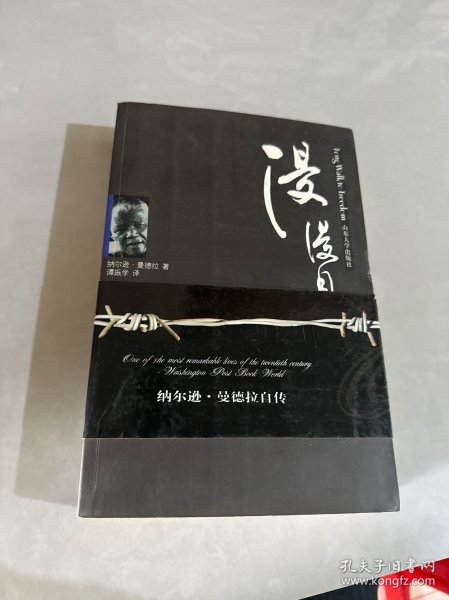 漫
漫自
Long Walk to Freedom
山东大学出版社
纳尔逊·曼德拉 著
谭振学 译
One of the most remarkable lives of the twentieth century
- Washington Post Book World
纳尔逊·曼德拉自传
孔夫子旧书网
www.kongfz.com